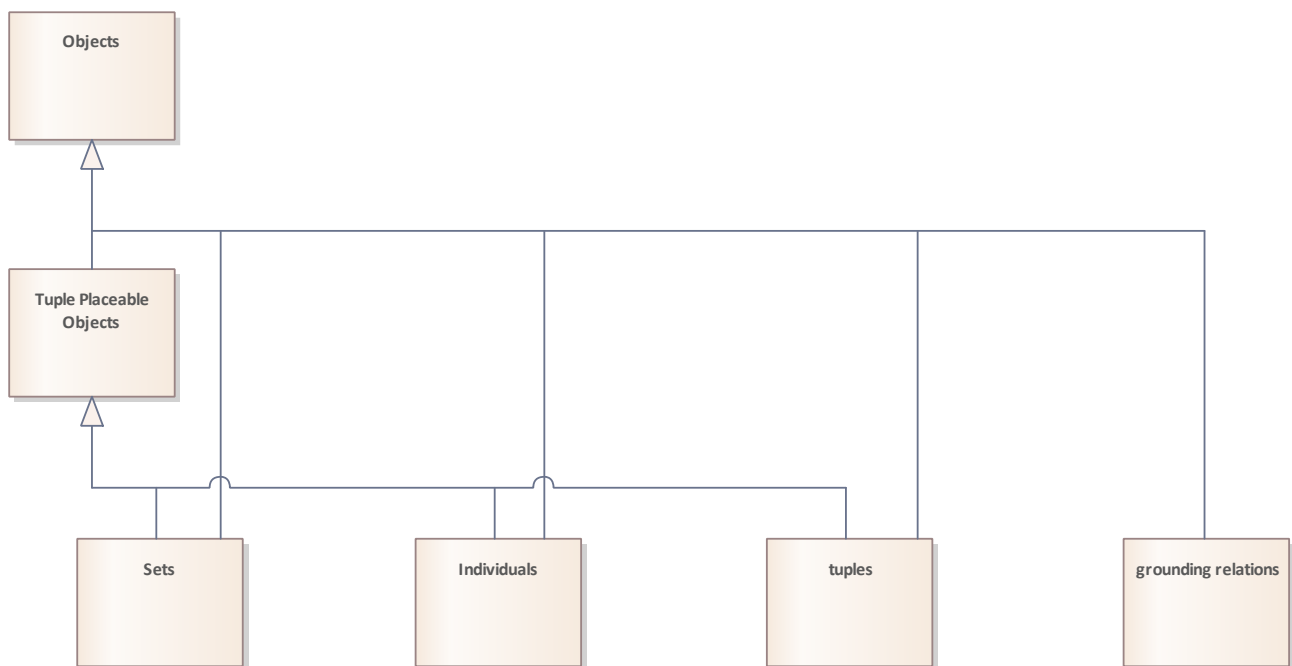 Objects
Tuple Placeable
Objects
Sets
Individuals
tuples
grounding relations